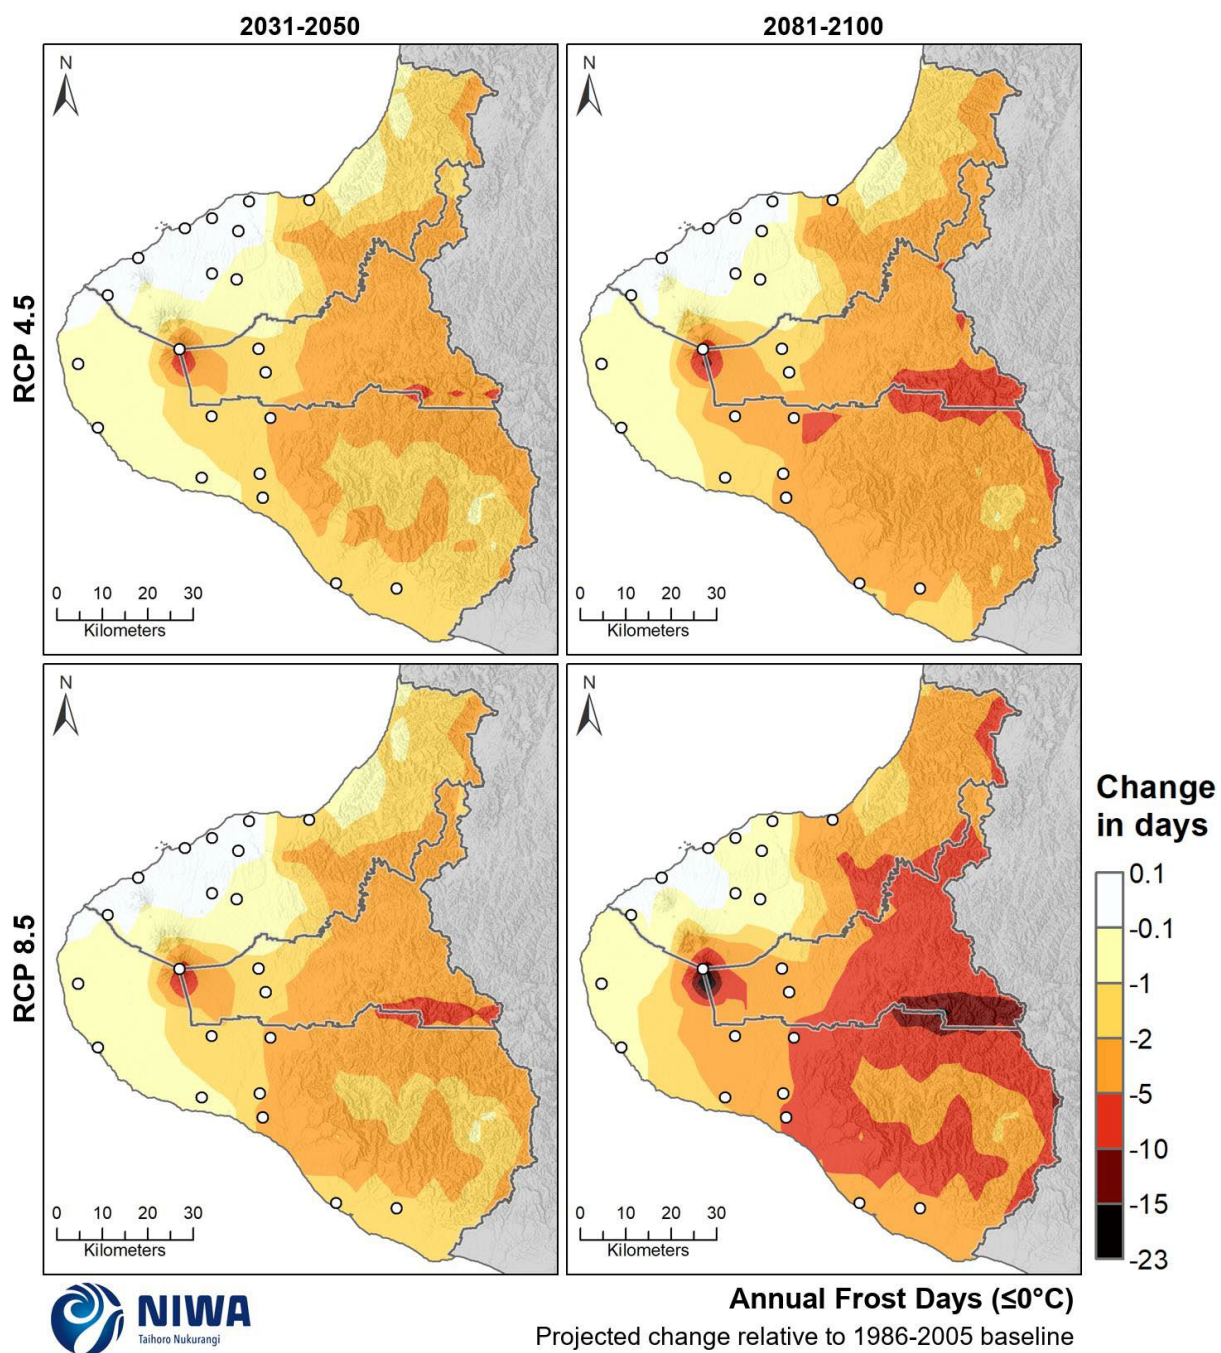 2031-2050
2081-2100
RCP 4.5
N
0 10 20 30
Kilometers
N
0 10 20 30
Kilometers
RCP 8.5
N
0 10 20 30
Kilometers
N
0 10 20 30
Kilometers
Change
in days
0.1
-0.1
-1
-2
-5
-10
-15
-23
NIWA
Taihoro Nukurangi
Annual Frost Days (≤0°C)
Projected change relative to 1986-2005 baseline